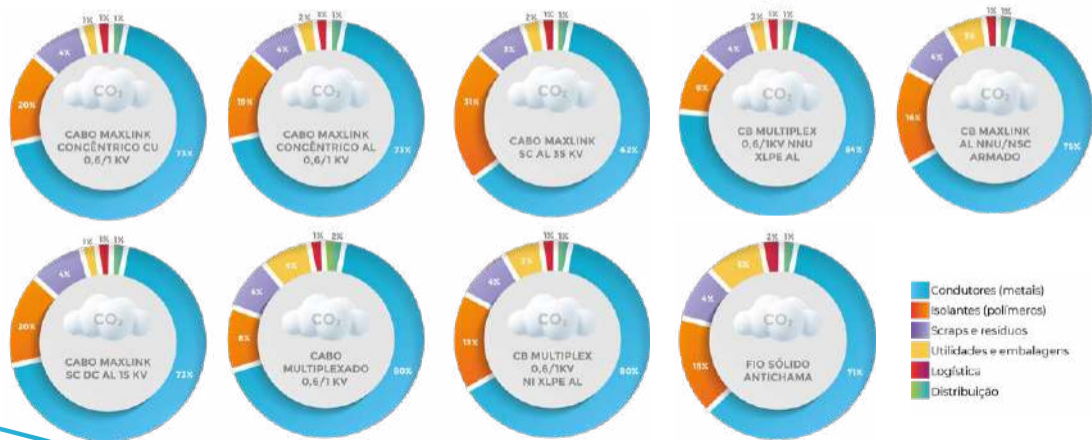 1% 1% 1%
4%
20%
CO₂
CABO MAXLINK
CONCÊNTRICO CU
0,6/1 KV
73%
2% 1% 1%
4%
CO₂
CABO MAXLINK
CONCÊNTRICO AL
0,6/1 KV
73%
2% 1% 1%
3%
31%
CO₂
CABO MAXLINK
SC AL 35 KV
62%
1% 1%
4%
CO₂
CB MULTIPLEX
0,6/1KV NNU
XLPE AL
84%
1% 1%
4%
CO₂
CB MAXLINK
AL NNU/NSC
ARMADO
75%
1% 1% 1%
4%
20%
CO₂
CABO MAXLINK
SC DC AL 15 KV
73%
1% 2%
4%
8%
CO₂
CABO
MULTIPLEXADO
0,6/1 KV
80%
1% 1%
4%
CO₂
CB MULTIPLEX
0,6/1KV
NI XLPE AL
80%
2% 1%
4%
CO₂
FIO SÓLIDO
ANTICHAMA
71%
Condutores (metais)
Isolantes (polímeros)
Scraps e resíduos
Utilidades e embalagens
Logística
Distribuição